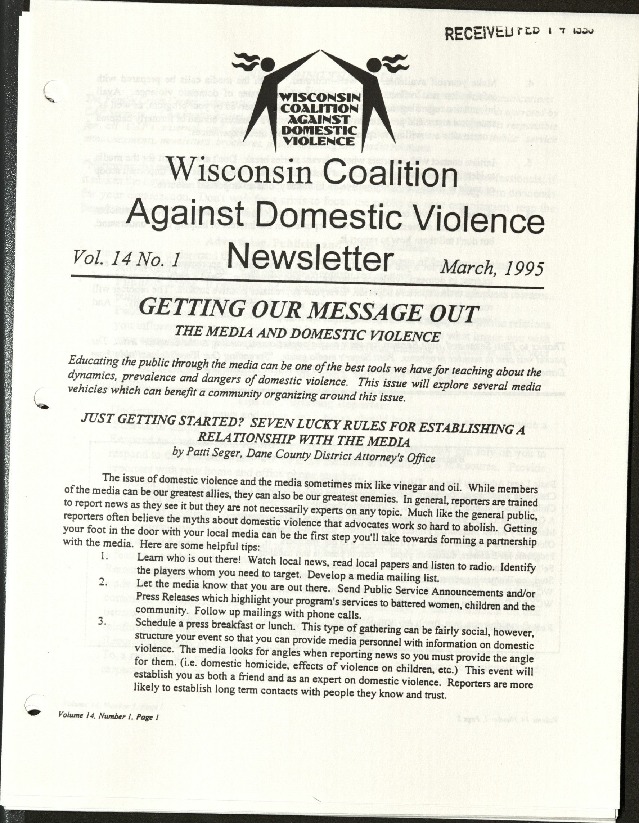 RECEIVED FEB 1
WISCONSIN
COALITION
AGAINST
DOMESTIC
VIOLENCE
Wisconsin Coalition
Against Domestic Violence
Vol. 14 No. 1 Newsletter March, 1995
GETTING OUR MESSAGE OUT
THE MEDIA AND DOMESTIC VIOLENCE
Educating the public through the media can be one of the best tools we have for teaching about the
dynamics, prevalence and dangers of domestic violence. This issue will explore several media
vehicles which can benefit a community organizing around this issue.
JUST GETTING STARTED? SEVEN LUCKY RULES FOR ESTABLISHING A
RELATIONSHIP WITH THE MEDIA
by Patti Seger, Dane County District Attorney's Office
The issue of domestic violence and the media sometimes mix like vinegar and oil. While members
of the media can be our greatest allies, they can also be our greatest enemies. In general, reporters are trained
to report news as they see it but they are not necessarily experts on any topic. Much like the general public,
reporters often believe the myths about domestic violence that advocates work so hard to abolish. Getting
your foot in the door with your local media can be the first step you'll take towards forming a partnership
with the media. Here are some helpful tips:
1. Learn who is out there! Watch local news, read local papers and listen to radio. Identify
the players whom you need to target. Develop a media mailing list.
2. Let the media know that you are out there. Send Public Service Announcements and/or
Press Releases which highlight your program's services to battered women, children and the
community. Follow up mailings with phone calls.
3. Schedule a press breakfast or lunch. This type of gathering can be fairly social, however,
structure your event so that you can provide media personnel with information on domestic
violence. The media looks for angles when reporting news so you must provide the angle
for them. (i.e. domestic homicide, effects of violence on children, etc.) This event will
establish you as both a friend and as an expert on domestic violence. Reporters are more
likely to establish long term contacts with people they know and trust.
Volume 14, Number 1, Page 1